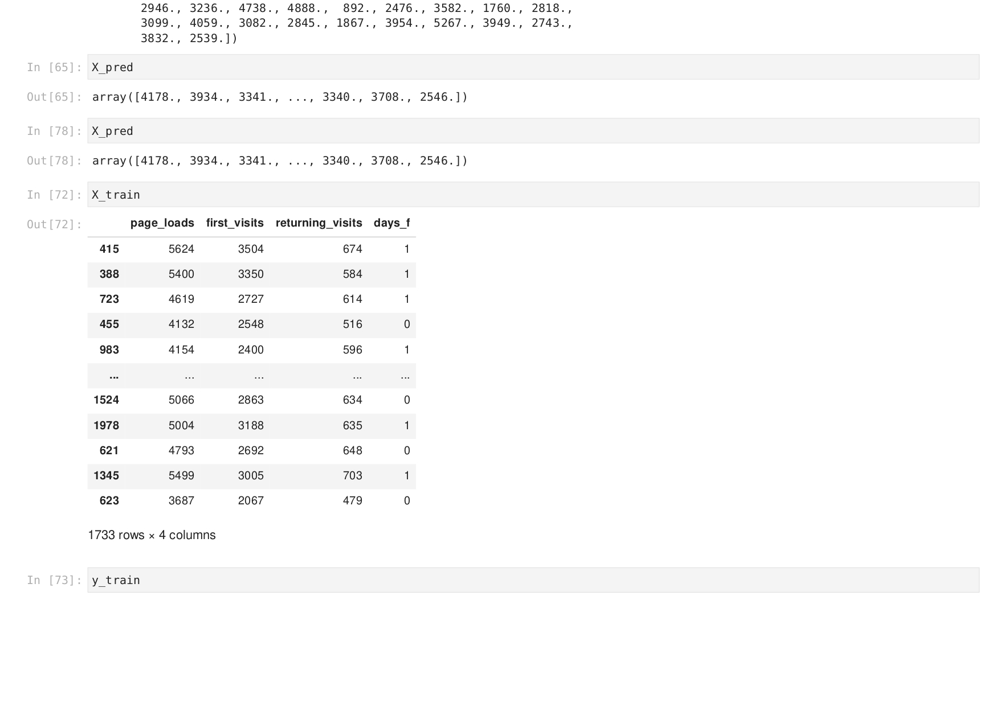 2946., 3236., 4738., 4888.,  892., 2476., 3582., 1760., 2818.,
3099., 4059., 3082., 2845., 1867., 3954., 5267., 3949., 2743.,
3832., 2539.])
In [65]: X_pred
Out[65]: array([4178., 3934., 3341., ..., 3340., 3708., 2546.])
In [78]: X_pred
Out[78]: array([4178., 3934., 3341., ..., 3340., 3708., 2546.])
In [72]: X_train
Out[72]: page_loads first_visits returning_visits days_f
415 5624 3504 674 1
388 5400 3350 584 1
723 4619 2727 614 1
455 4132 2548 516 0
983 4154 2400 596 1
... ... ... ... ...
1524 5066 2863 634 0
1978 5004 3188 635 1
621 4793 2692 648 0
1345 5499 3005 703 1
623 3687 2067 479 0
1733 rows × 4 columns
In [73]: y_train